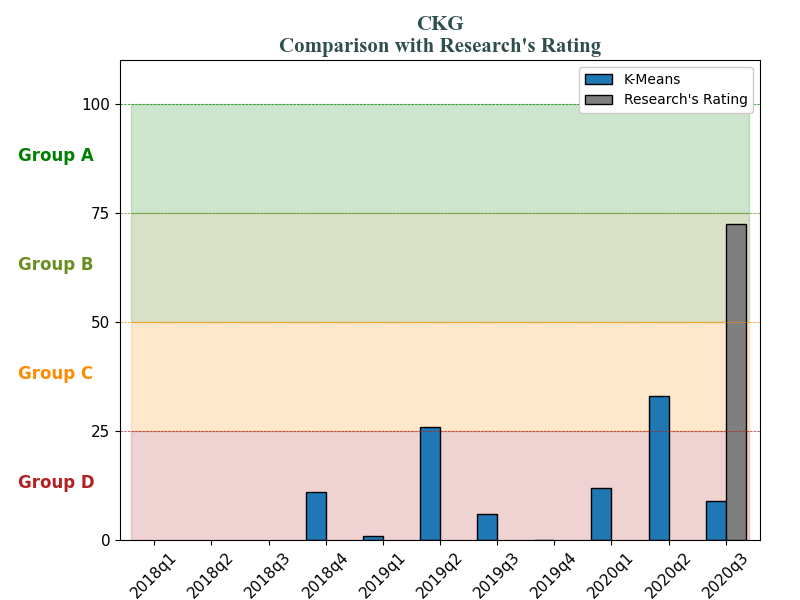 CKG
Comparison with Research's Rating
K-Means
Research's Rating
100
Group A
75
Group B
50
Group C
25
Group D
0
2018q1
2018q2
2018q3
2018q4
2019q1
2019q2
2019q3
2019q4
2020q1
2020q2
2020q3